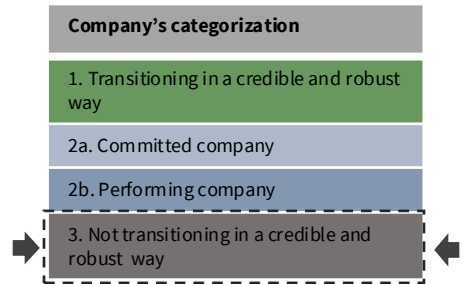 Company's categorization
1. Transitioning in a credible and robust
way
2a. Committed company
2b. Performing company
3. Not transitioning in a credible and
robust way